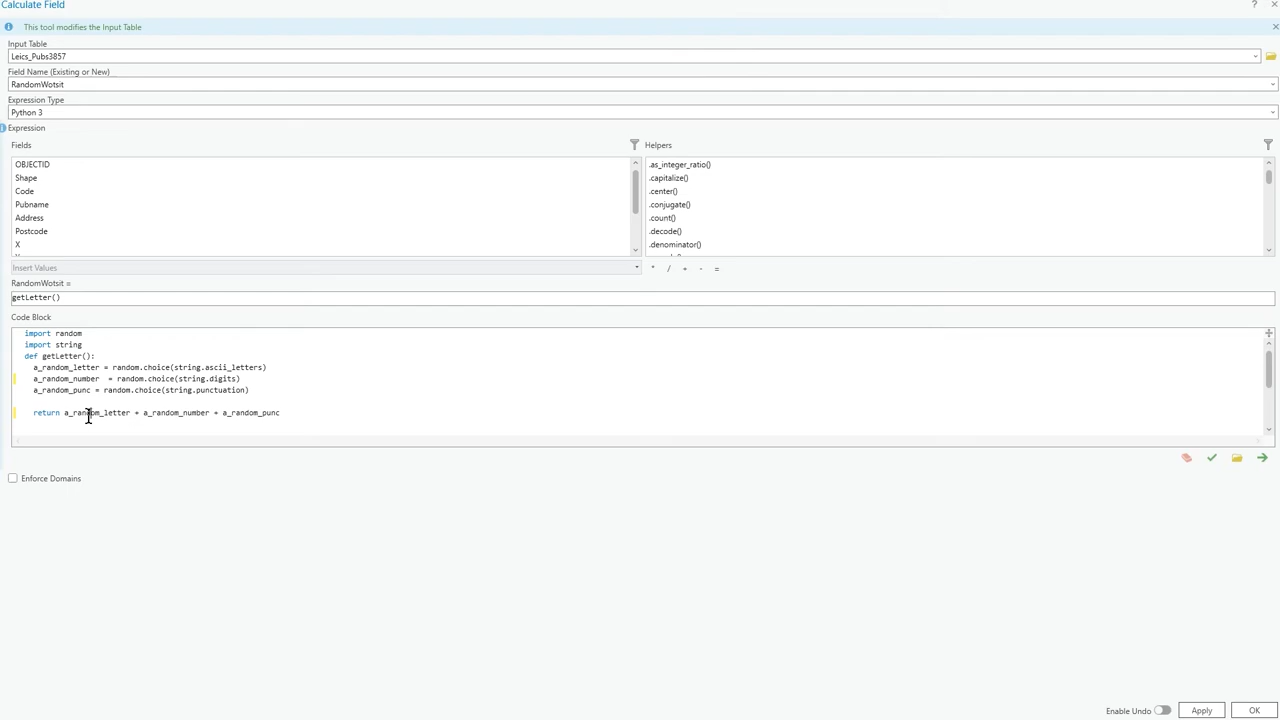 Calculate Field
?
This tool modifies the Input Table
Input Table
Leics_Pubs3857
Field Name (Existing or New)
RandomWotsit
Expression Type
Python 3
Expression
Fields
Helpers
OBJECTID
Shape
Code
Pubname
Address
Postcode
X
.as_integer_ratio()
.capitalize()
.center()
.conjugate()
.count()
.decode()
.denominator()
Insert Values
* / + - =
RandomWotsit =
getLetter()
Code Block
import random
import string
def getLetter():
a_random_letter = random.choice(string.ascii_letters)
a_random_number = random.choice(string.digits)
a_random_punc = random.choice(string.punctuation)
return a_random_letter + a_random_number + a_random_punc
Enforce Domains
Enable Undo
Apply
OK